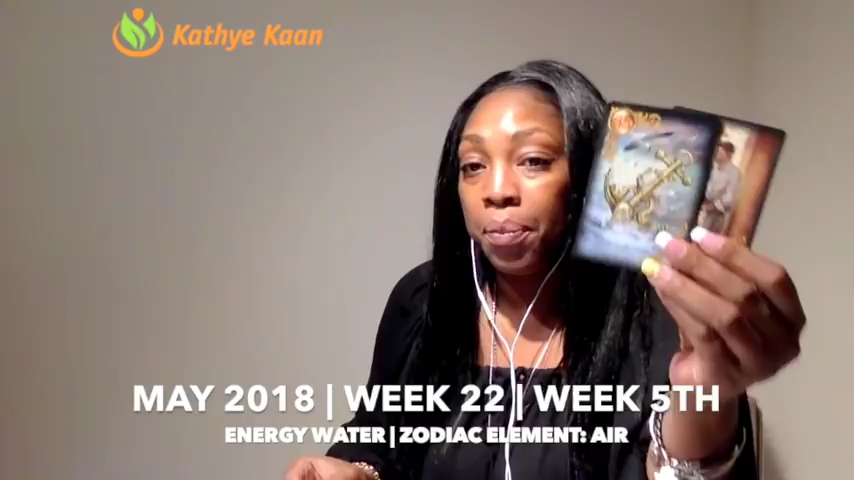 Kathye Kaan
MAY 2018 | WEEK 22 | WEEK 5TH
ENERGY WATER | ZODIAC ELEMENT: AIR